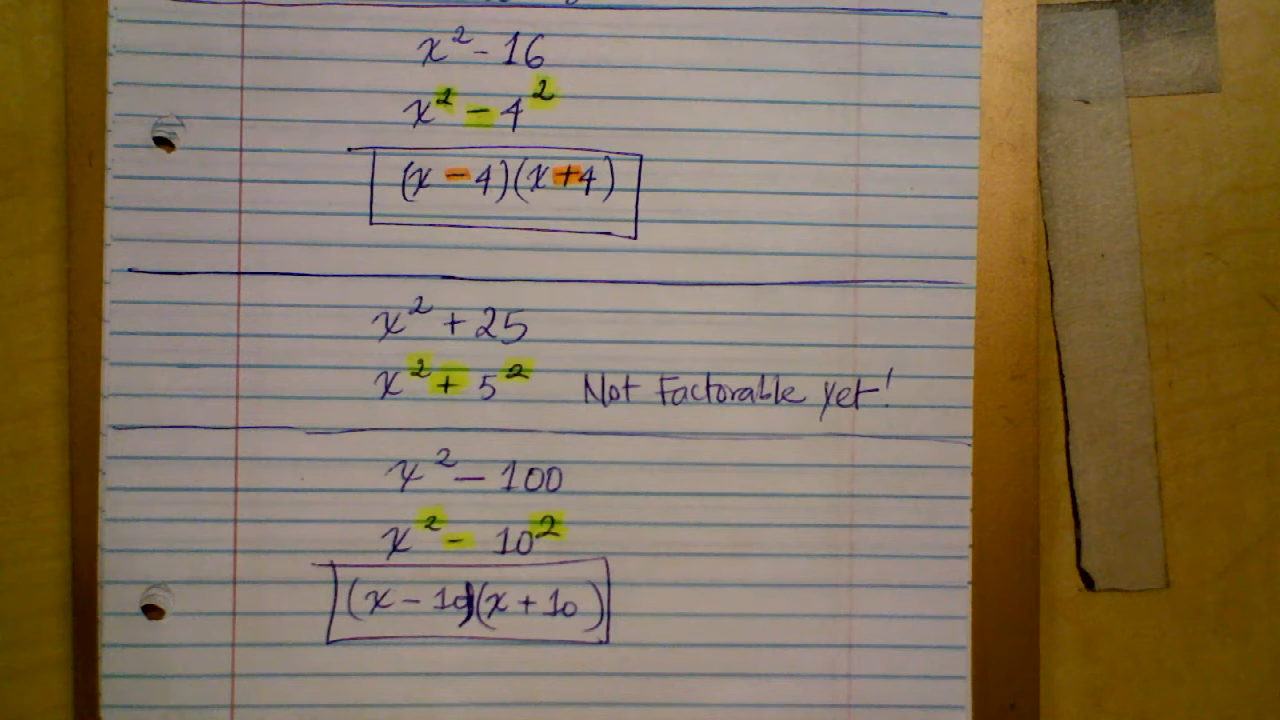 x² - 16
x² - 4²
(x - 4)(x + 4)
x² + 25
x² + 5² Not Factorable yet!
x² - 100
x² - 10²
(x - 10)(x + 10)